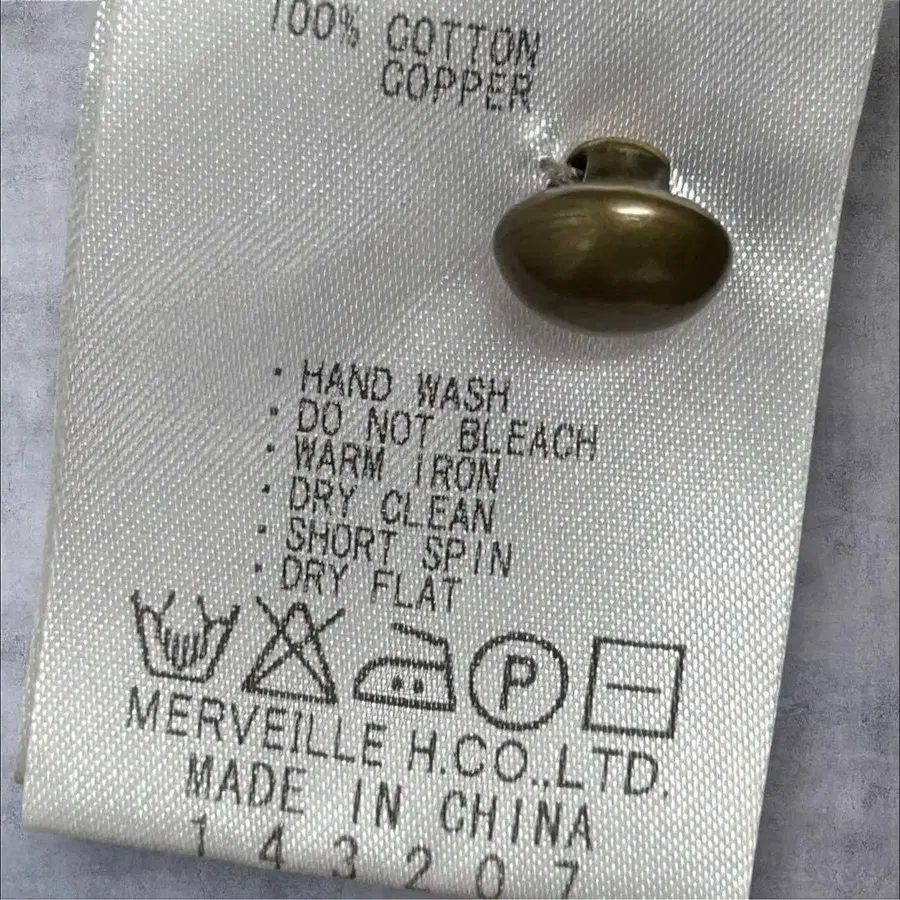 100% COTTON
COPPER
· HAND WASH
· DO NOT BLEACH
· WARM IRON
· DRY CLEAN
· SHORT SPIN
· DRY FLAT
P
MERVEILLE H.CO.,LTD.
MADE IN CHINA
143207